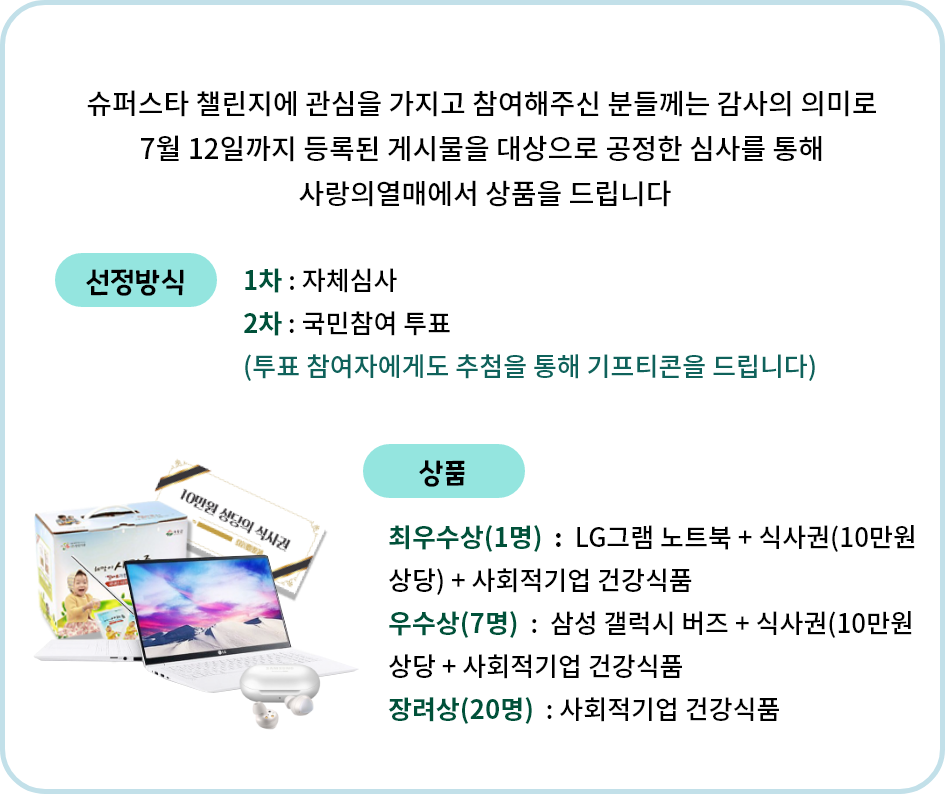 슈퍼스타 챌린지에 관심을 가지고 참여해주신 분들께는 감사의 의미로
7월 12일까지 등록된 게시물을 대상으로 공정한 심사를 통해
사랑의열매에서 상품을 드립니다
선정방식
1차 : 자체심사
2차 : 국민참여 투표
(투표 참여자에게도 추첨을 통해 기프티콘을 드립니다)
상품
10만원 상당의 식사권
최우수상(1명) : LG그램 노트북 + 식사권(10만원
상당) + 사회적기업 건강식품
우수상(7명) : 삼성 갤럭시 버즈 + 식사권(10만원
상당 + 사회적기업 건강식품
장려상(20명) : 사회적기업 건강식품